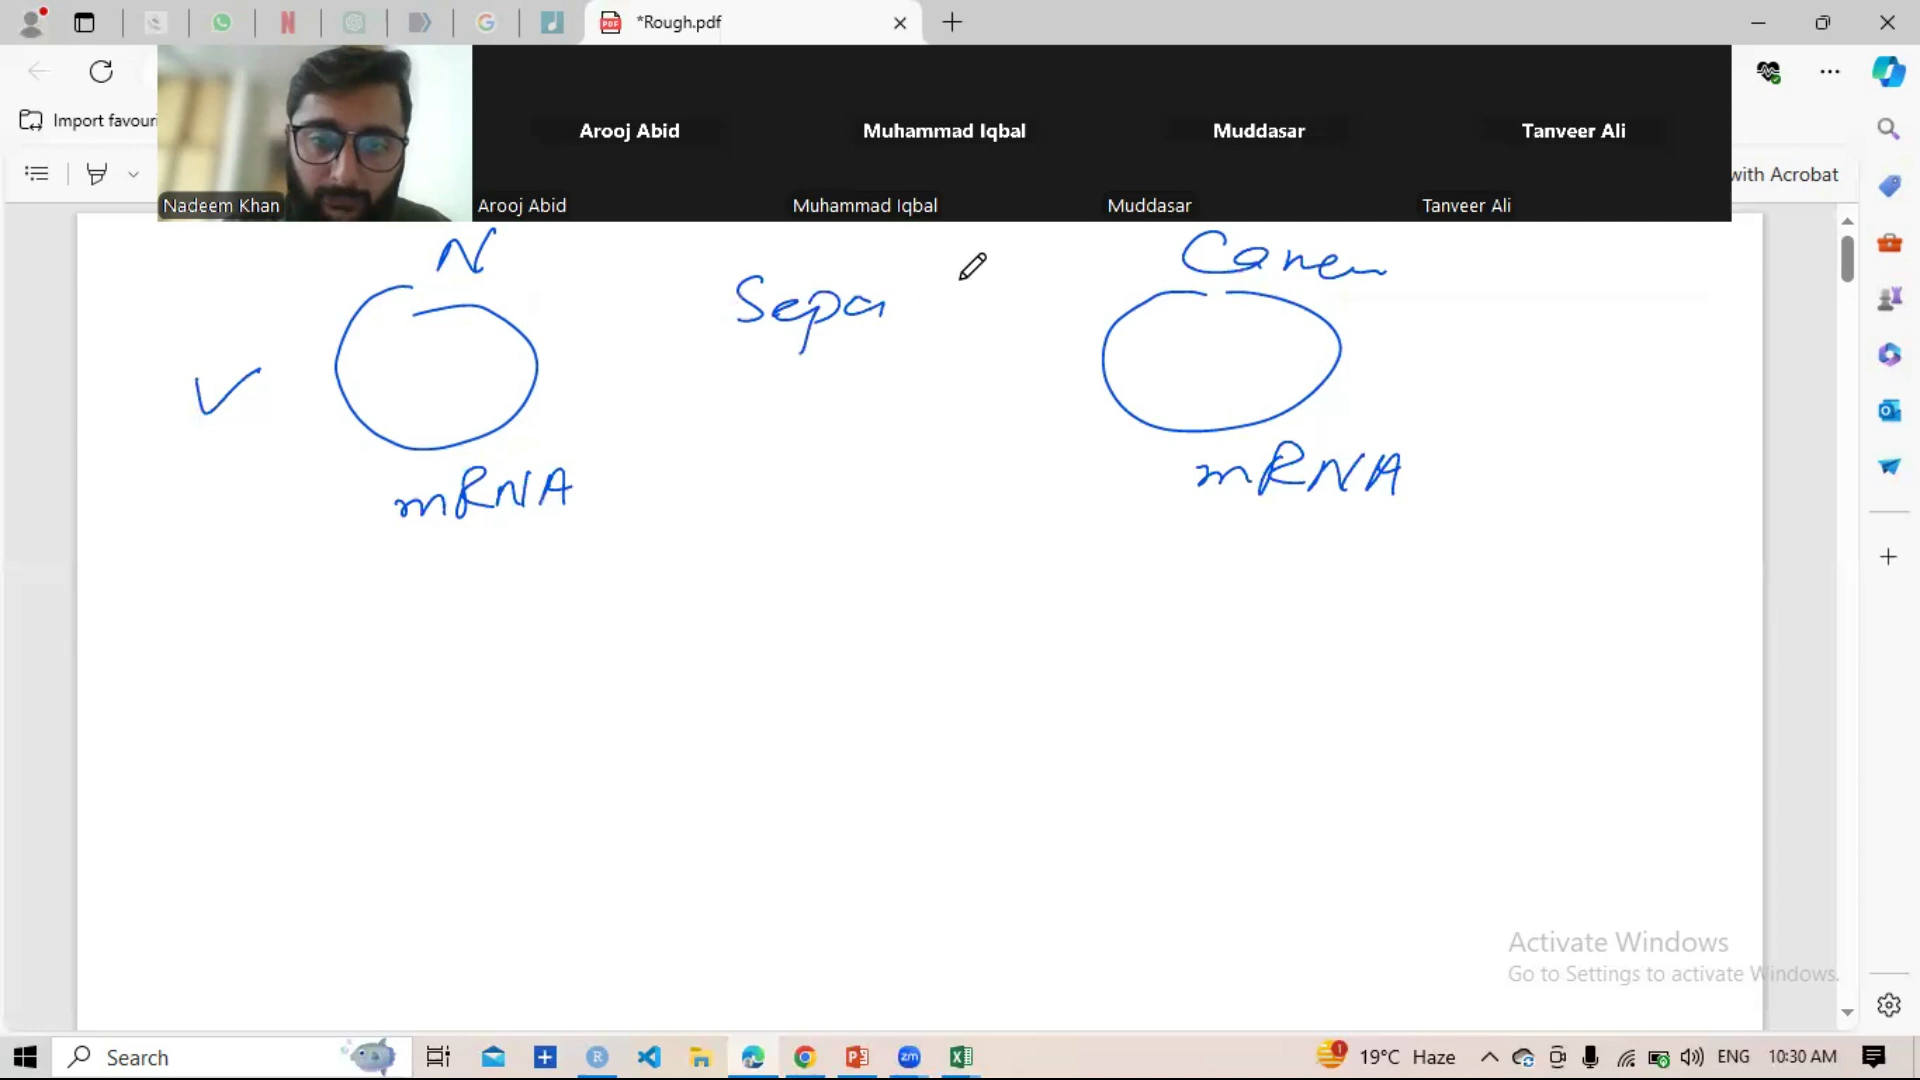 *Rough.pdf
Import favouri
with Acrobat
Arooj Abid
Muhammad Iqbal
Muddasar
Tanveer Ali
Nadeem Khan
Arooj Abid
Muhammad Iqbal
Muddasar
Tanveer Ali
N
Sepa
Cancer
mRNA
mRNA
Activate Windows
Go to Settings to activate Windows.
Search
19°C Haze
ENG
10:30 AM